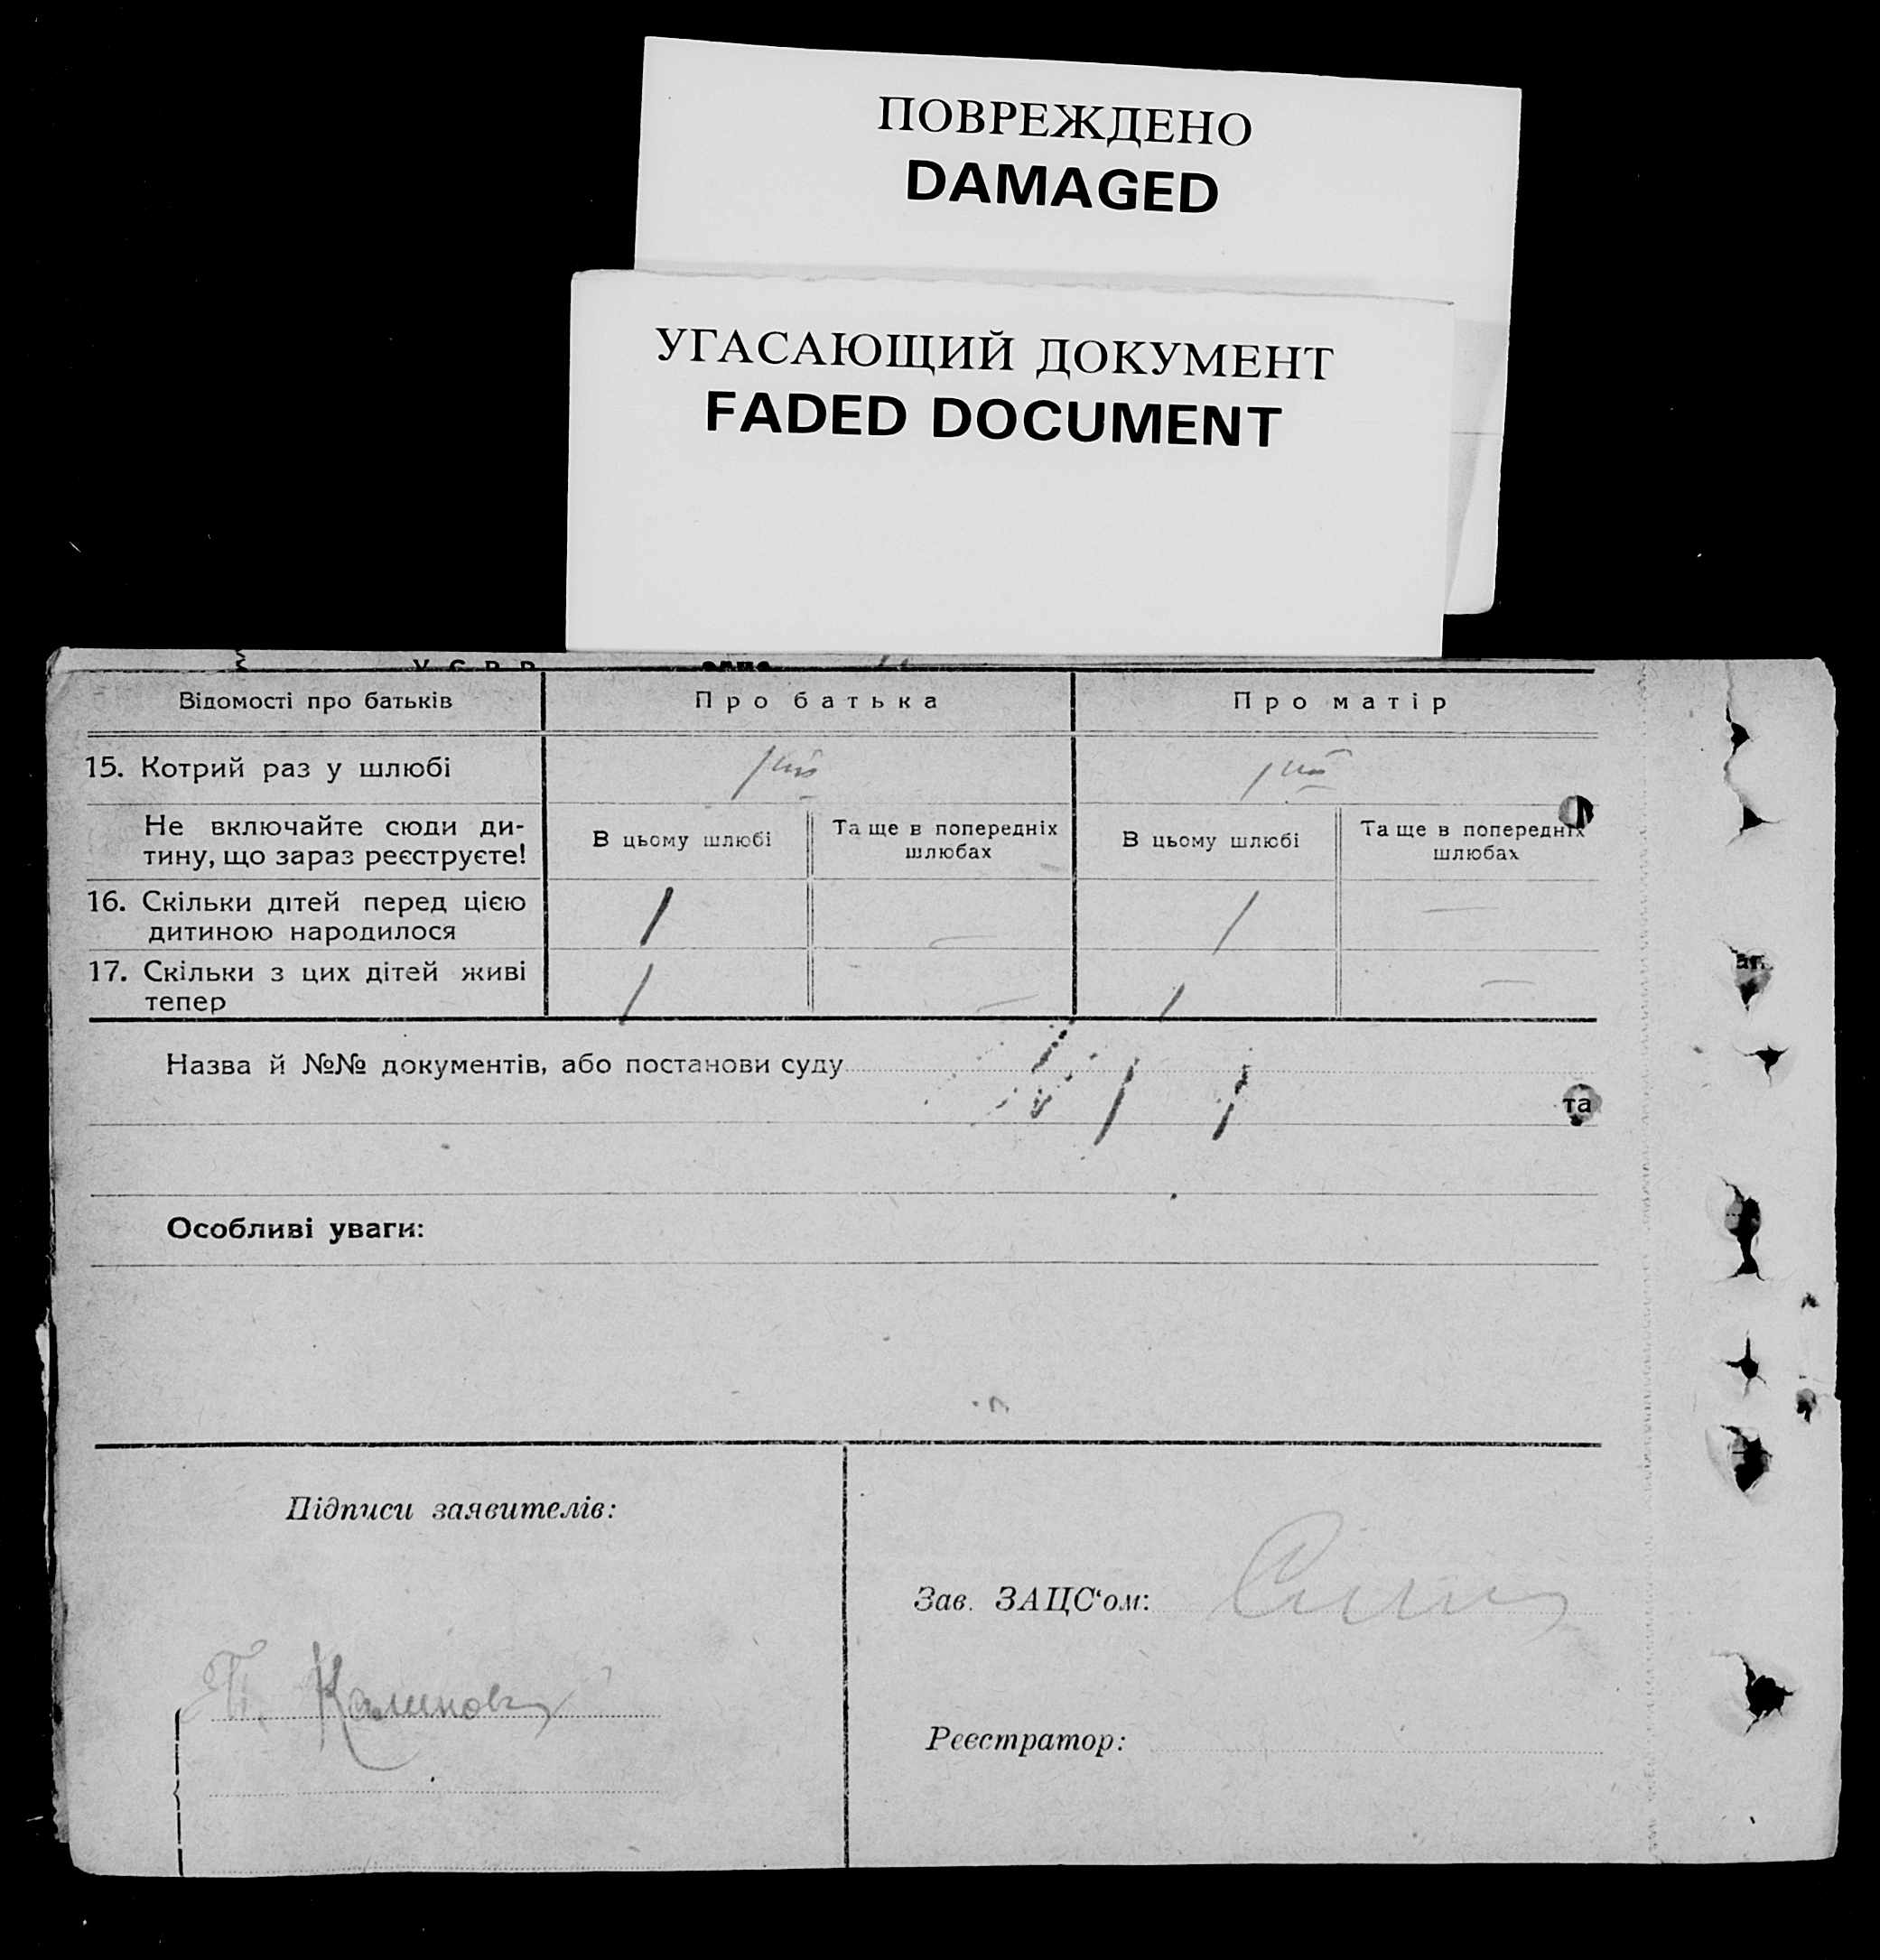 ПОВРЕЖДЕНО
DAMAGED
УГАСАЮЩИЙ ДОКУМЕНТ
FADED DOCUMENT
Відомості про батьків
Про батька
Про матір
15. Котрий раз у шлюбі
1ий
1ий
Не включайте сюди ди-
тину, що зараз реєструєте!
В цьому шлюбі
Та ще в попередніх
шлюбах
В цьому шлюбі
Та ще в попередніх
шлюбах
16. Скільки дітей перед цією
дитиною народилося
1 — 1 —
17. Скільки з цих дітей живі
тепер
1 — 1 —
Назва й №№ документів, або постанови суду
та
Особливі уваги:
Підписи заявителів:
Зав. ЗАЦС‘ом:
Реєстратор: